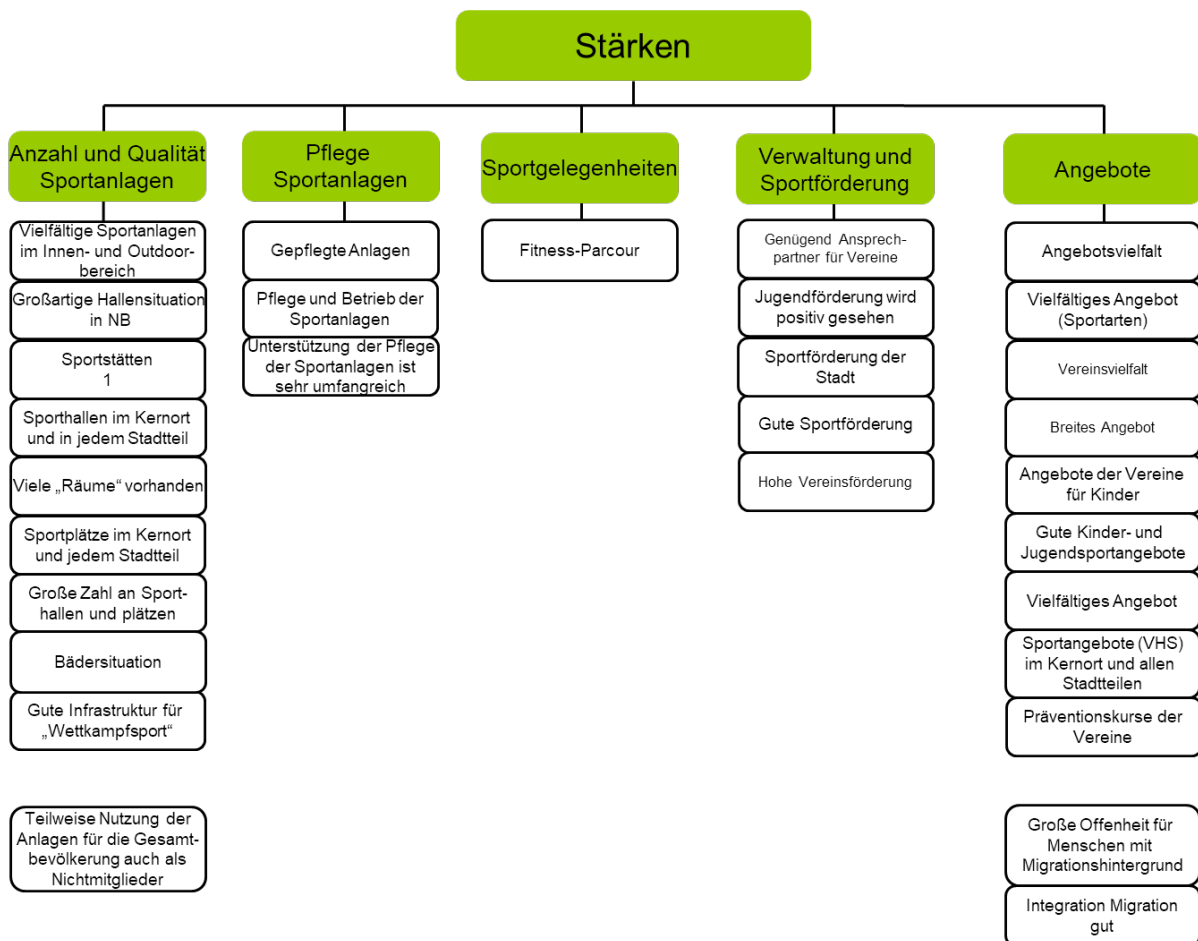 Stärken
Anzahl und Qualität
Sportanlagen
Vielfältige Sportanlagen
im Innen- und Outdoor-
bereich
Großartige Hallensituation
in NB
Sportstätten
1
Sporthallen im Kernort
und in jedem Stadtteil
Viele „Räume“ vorhanden
Sportplätze im Kernort
und jedem Stadtteil
Große Zahl an Sport-
hallen und plätzen
Bädersituation
Gute Infrastruktur für
„Wettkampfsport“
Teilweise Nutzung der
Anlagen für die Gesamt-
bevölkerung auch als
Nichtmitglieder
Pflege
Sportanlagen
Gepflegte Anlagen
Pflege und Betrieb der
Sportanlagen
Unterstützung der Pflege
der Sportanlagen ist
sehr umfangreich
Sportgelegenheiten
Fitness-Parcour
Verwaltung und
Sportförderung
Genügend Ansprech-
partner für Vereine
Jugendförderung wird
positiv gesehen
Sportförderung der
Stadt
Gute Sportförderung
Hohe Vereinsförderung
Angebote
Angebotsvielfalt
Vielfältiges Angebot
(Sportarten)
Vereinsvielfalt
Breites Angebot
Angebote der Vereine
für Kinder
Gute Kinder- und
Jugendsportangebote
Vielfältiges Angebot
Sportangebote (VHS)
im Kernort und allen
Stadtteilen
Präventionskurse der
Vereine
Große Offenheit für
Menschen mit
Migrationshintergrund
Integration Migration
gut